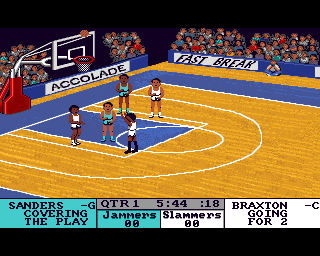 ACCOLADE
FAST BREAK
SANDERS -G
COVERING
THE PLAY
QTR 1 5:44 :18
Jammers Slammers
00 00
BRAXTON -C
GOING
FOR 2